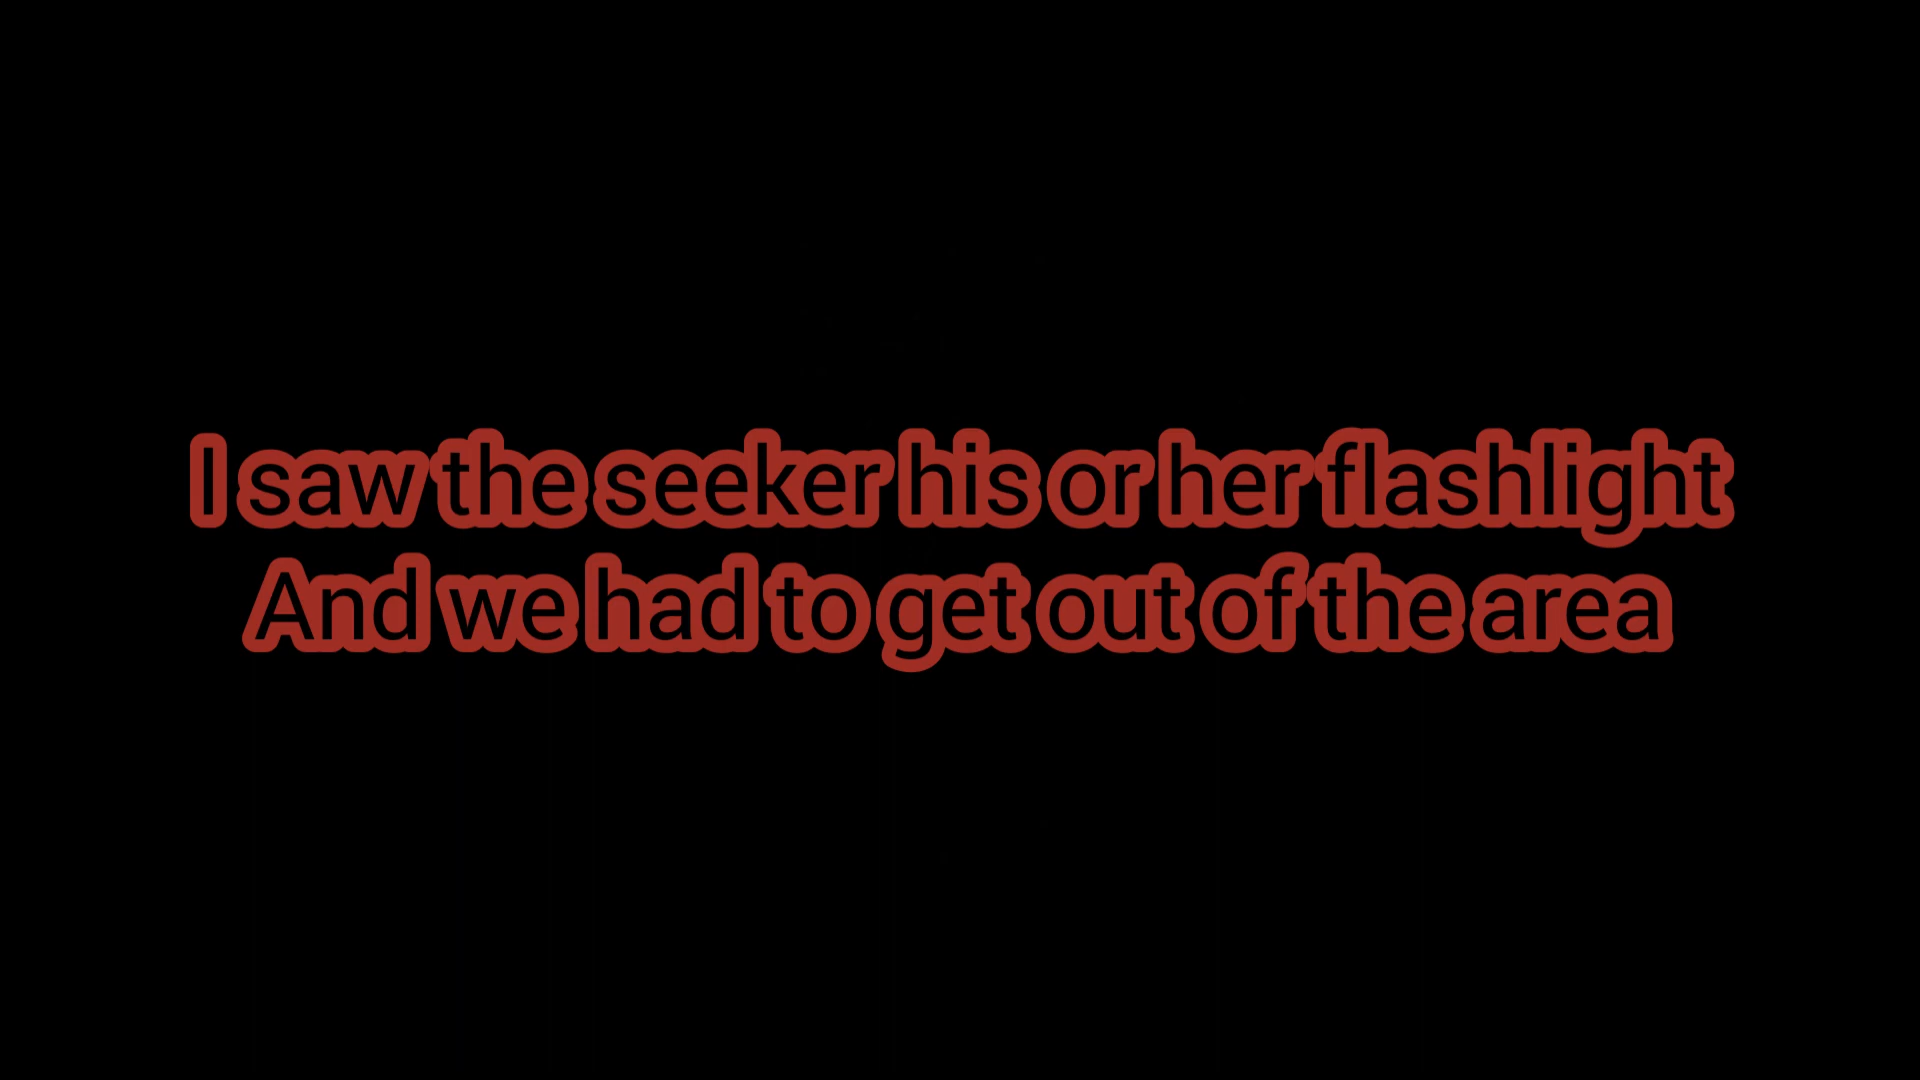 I saw the seeker his or her flashlight
And we had to get out of the area